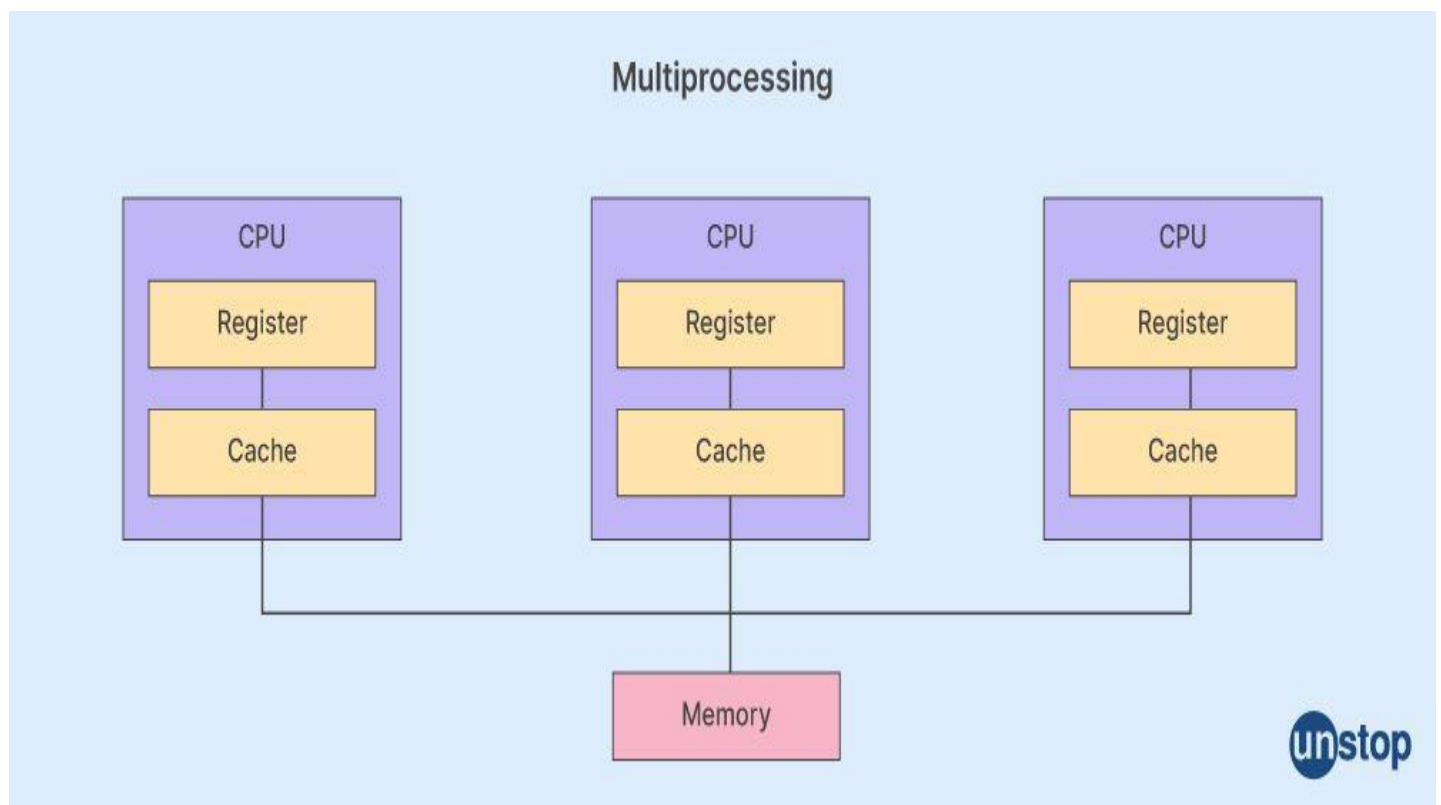 Multiprocessing
CPU
CPU
CPU
Register
Register
Register
Cache
Cache
Cache
Memory
unstop